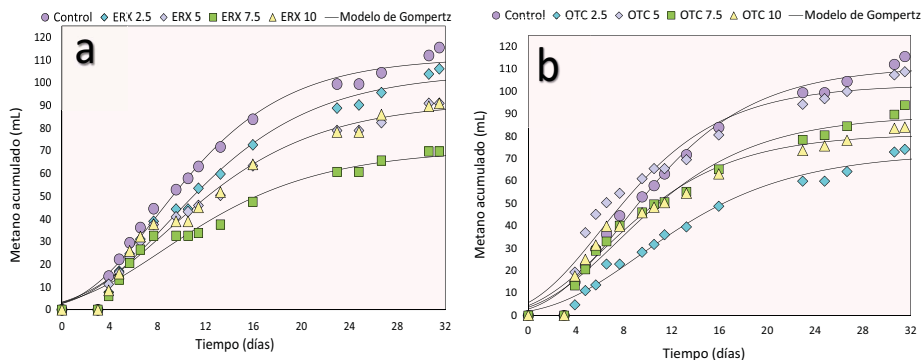 Control ERX 2.5 ERX 5 ERX 7.5 ERX 10 Modelo de Gompertz
a
Metano acumulado (mL)
120
110
100
90
80
70
60
50
40
30
20
10
0
0 4 8 12 16 20 24 28 32
Tiempo (días)
Control OTC 2.5 OTC 5 OTC 7.5 OTC 10 Modelo de Gompertz
b
Metano acumulado (mL)
120
110
100
90
80
70
60
50
40
30
20
10
0
0 4 8 12 16 20 24 28 32
Tiempo (días)